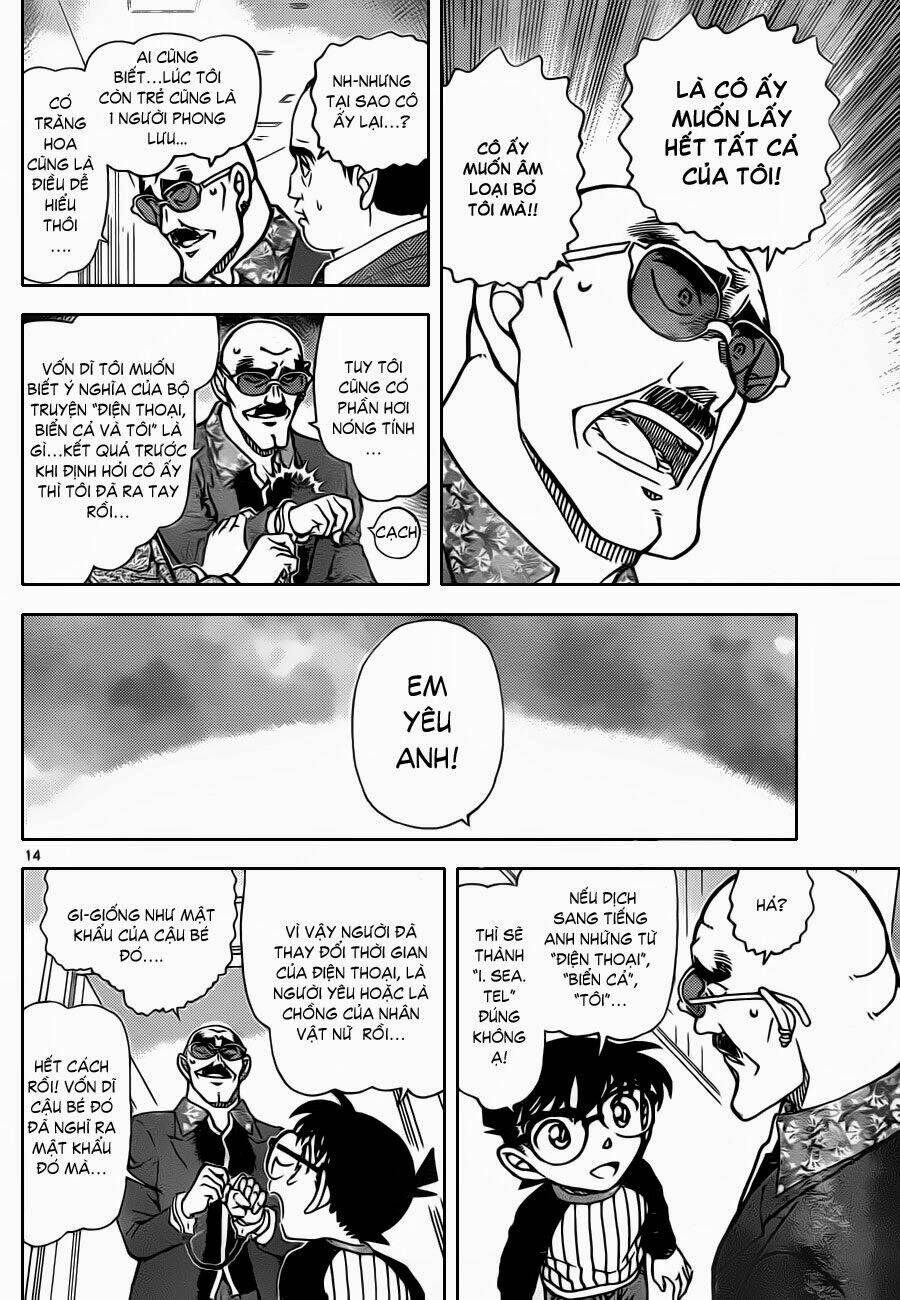 LÀ CÔ ẤY
MUỐN LẤY
HẾT TẤT CẢ
CỦA TÔI!
CÔ ẤY
MUỐN ÁM
LOẠI BỎ
TÔI MÀ!!
NH-NHƯNG
TẠI SAO CÔ
ẤY LẠI...?
AI CŨNG
BIẾT...LÚC TÔI
CÒN TRẺ CŨNG LÀ
1 NGƯỜI PHONG
LƯU...
CÓ
TRĂNG
HOA
CŨNG LÀ
ĐIỀU DỄ
HIỂU
THÔI
....
TUY TÔI
CŨNG CÓ
PHẦN HƠI
NÓNG TÍNH
...
CẠCH
VỐN DĨ TÔI MUỐN
BIẾT Ý NGHĨA CỦA BỘ
TRUYỆN "ĐIỆN THOẠI,
BIỂN CẢ VÀ TÔI" LÀ
GÌ...KẾT QUẢ TRƯỚC
KHI ĐỊNH HỎI CÔ ẤY
THÌ TÔI ĐÃ RA TAY
RỒI...
EM
YÊU
ANH!
14
HẢ?
NẾU DỊCH
SANG TIẾNG
ANH NHỮNG TỪ
"ĐIỆN THOẠI",
"BIỂN CẢ",
"TÔI"...
THÌ SẼ
THÀNH
"I. SEA.
TEL"
ĐÚNG
KHÔNG
Ạ!
VÌ VẬY NGƯỜI ĐÃ
THAY ĐỔI THỜI GIAN
CỦA ĐIỆN THOẠI, LÀ
NGƯỜI YÊU HOẶC LÀ
CHỒNG CỦA NHÂN
VẬT NỮ RỒI...
GI-GIỐNG NHƯ MẬT
KHẨU CỦA CẬU BÉ
ĐÓ....
HẾT CÁCH
RỒI! VỐN DĨ
CẬU BÉ ĐÓ
ĐÃ NGHĨ RA
MẬT KHẨU
ĐÓ MÀ...